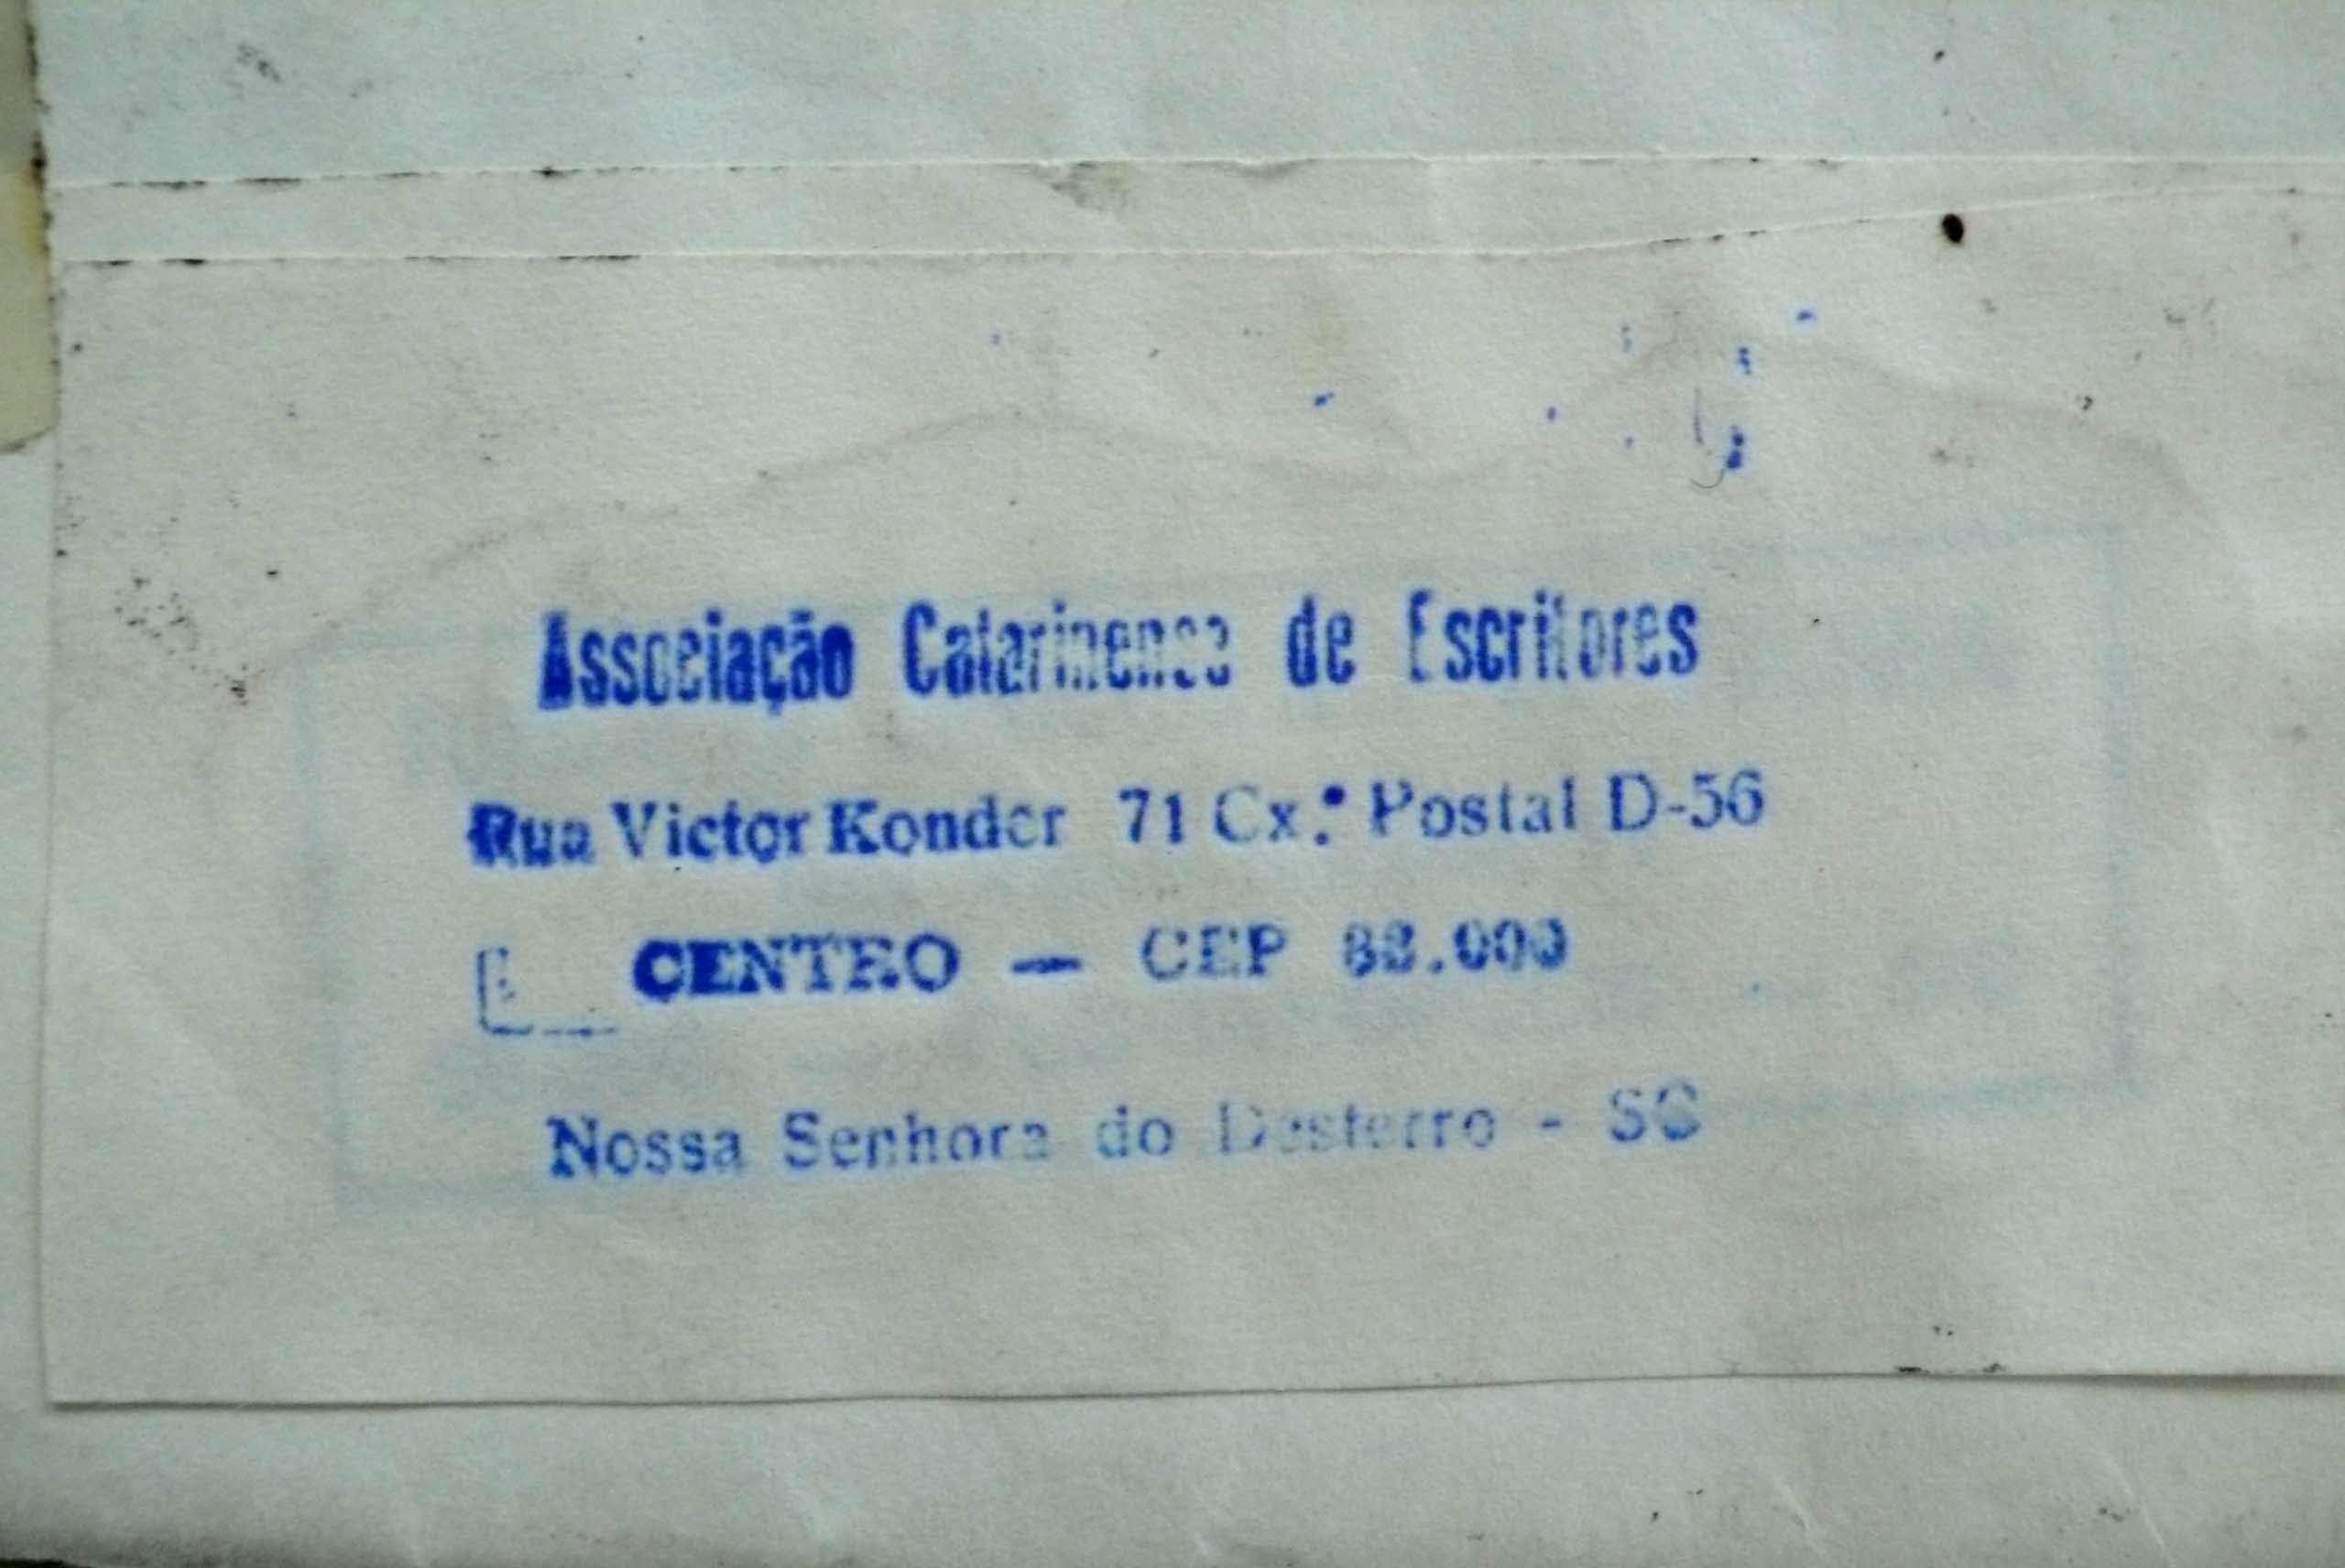 Associação Catarinense de Escritores
Rua Victor Konder 71 Cx.ª Postal D-56
CENTRO — CEP 88.000
Nossa Senhora do Desterro - SC